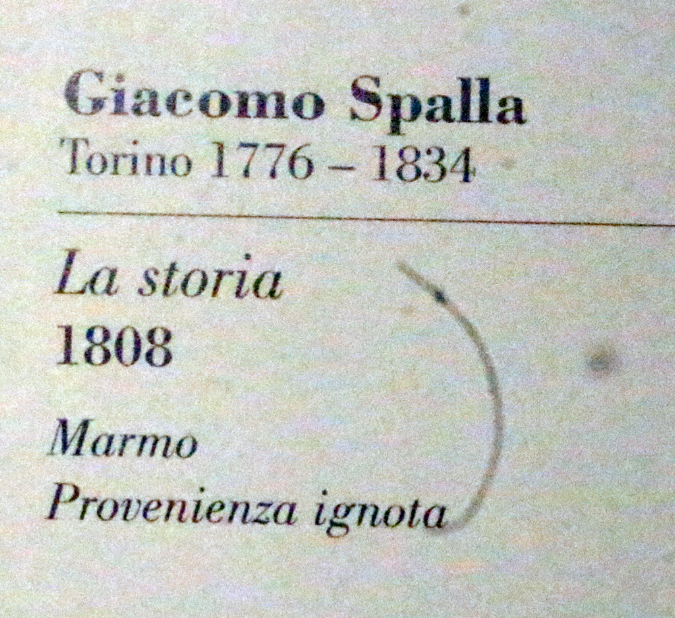 Giacomo Spalla
Torino 1776 – 1834
La storia
1808
Marmo
Provenienza ignota